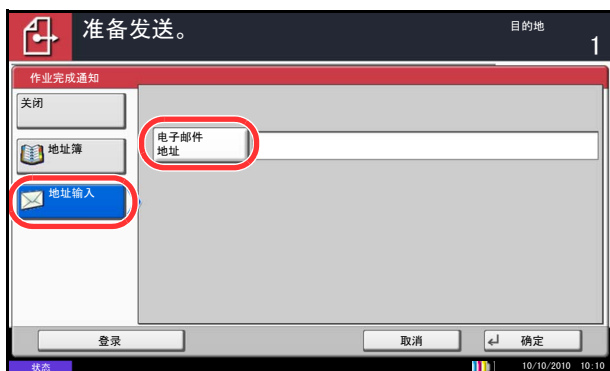 准备发送。
目的地
1
作业完成通知
关闭
地址簿
电子邮件
地址
地址输入
登录
取消
确定
状态
10/10/2010 10:10